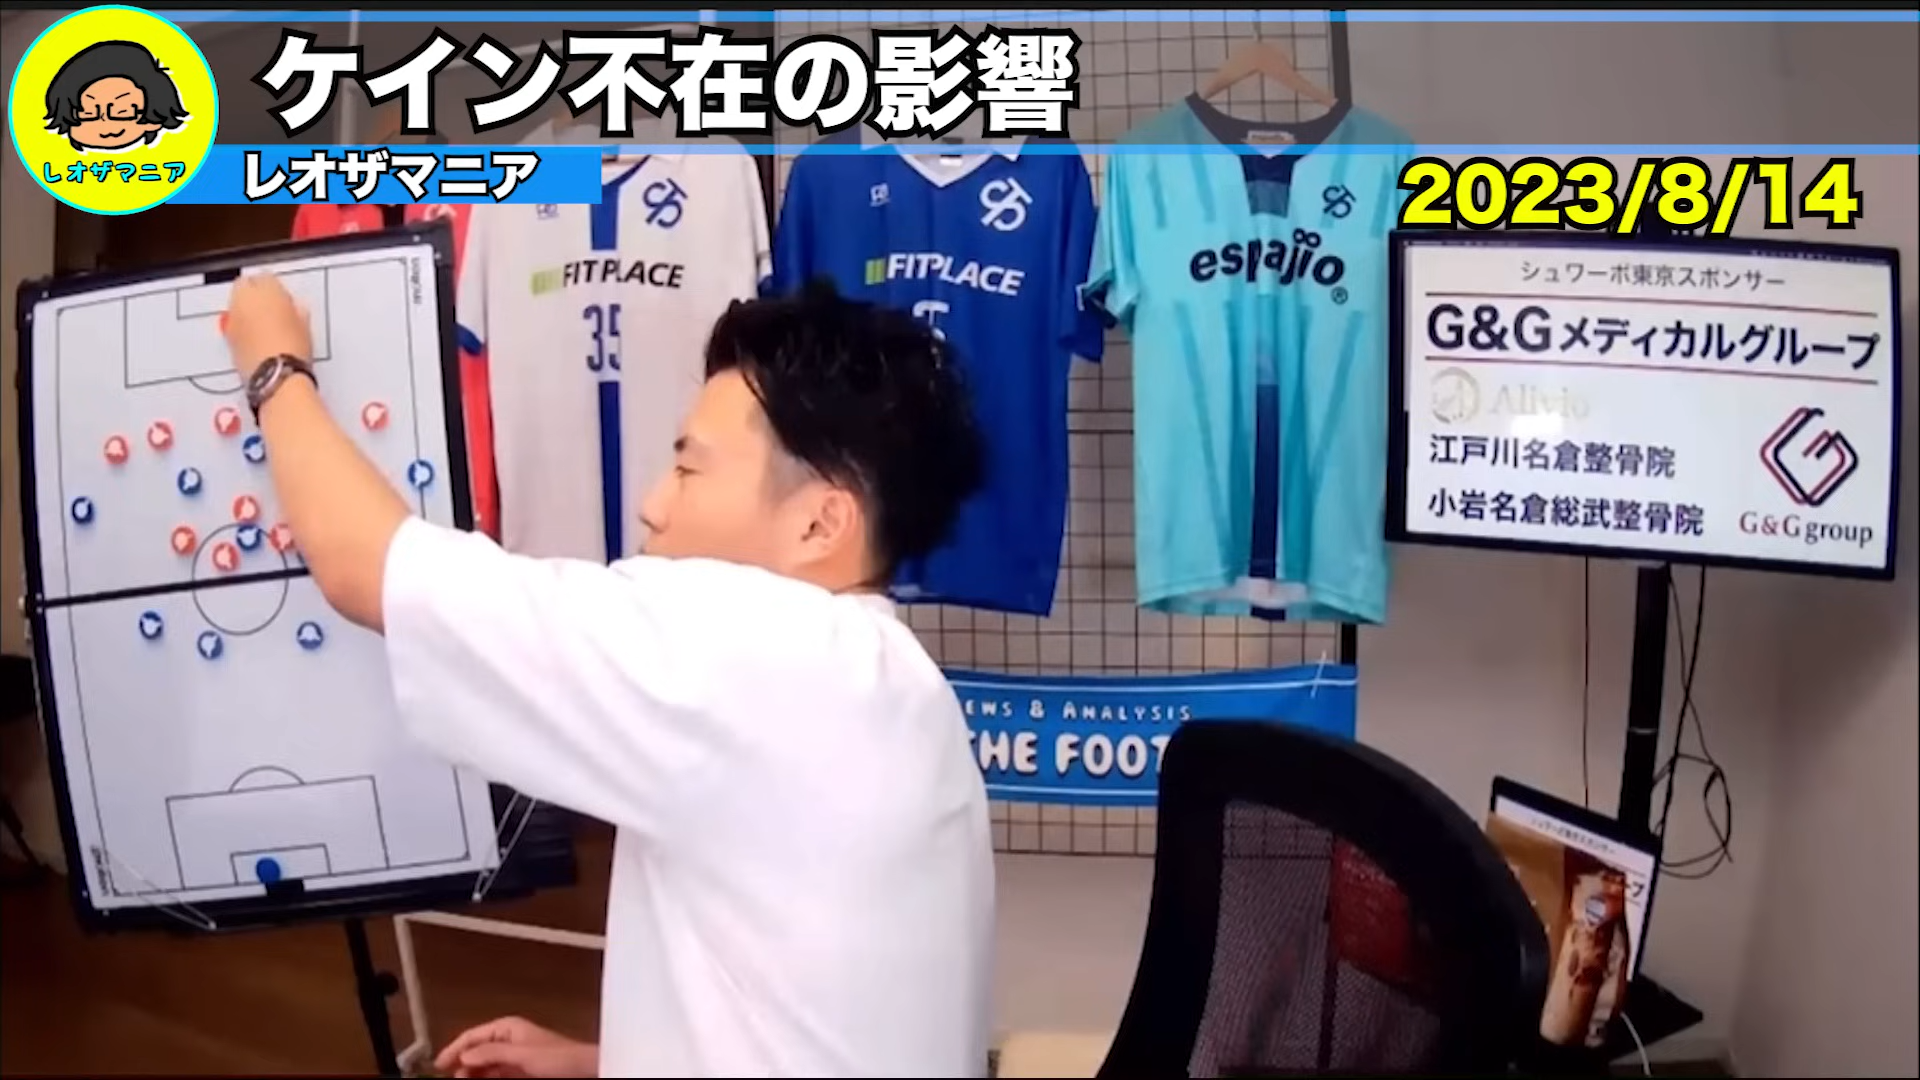 ケイン不在の影響
レオザマニア
レオザマニア
2023/8/14
FITPLACE
35
FITPLACE
espajio®
シュワーボ東京スポンサー
G&Gメディカルグループ
Alivio
江戸川名倉整骨院
小岩名倉総武整骨院
G&G group
EWS & ANALYSIS
THE FOOT